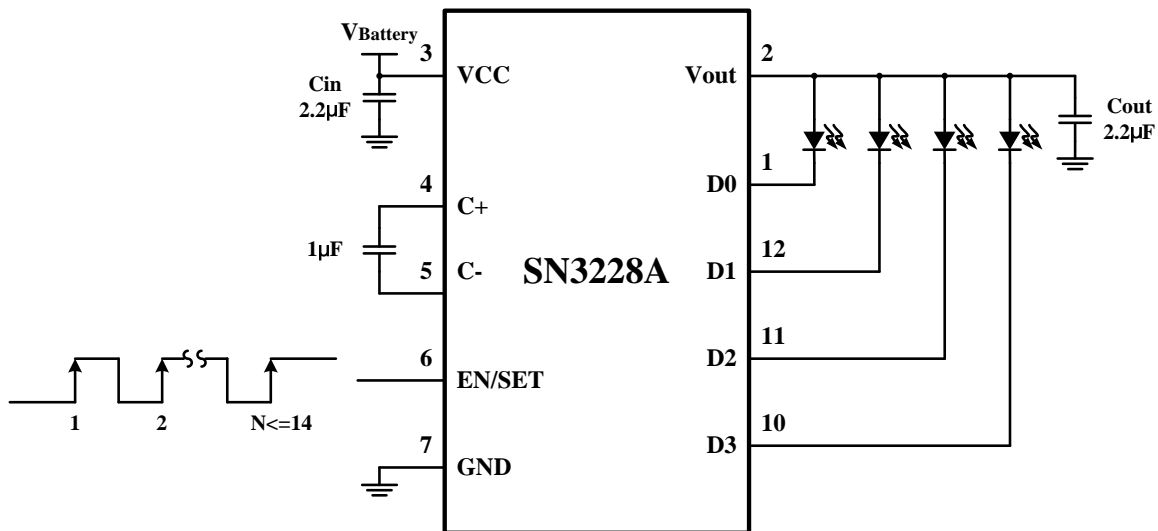 VBattery
3
VCC
Cin
2.2µF
4
C+
1µF
5
C-
6
EN/SET
1
2
N<=14
7
GND
SN3228A
2
Vout
Cout
2.2µF
1
D0
12
D1
11
D2
10
D3